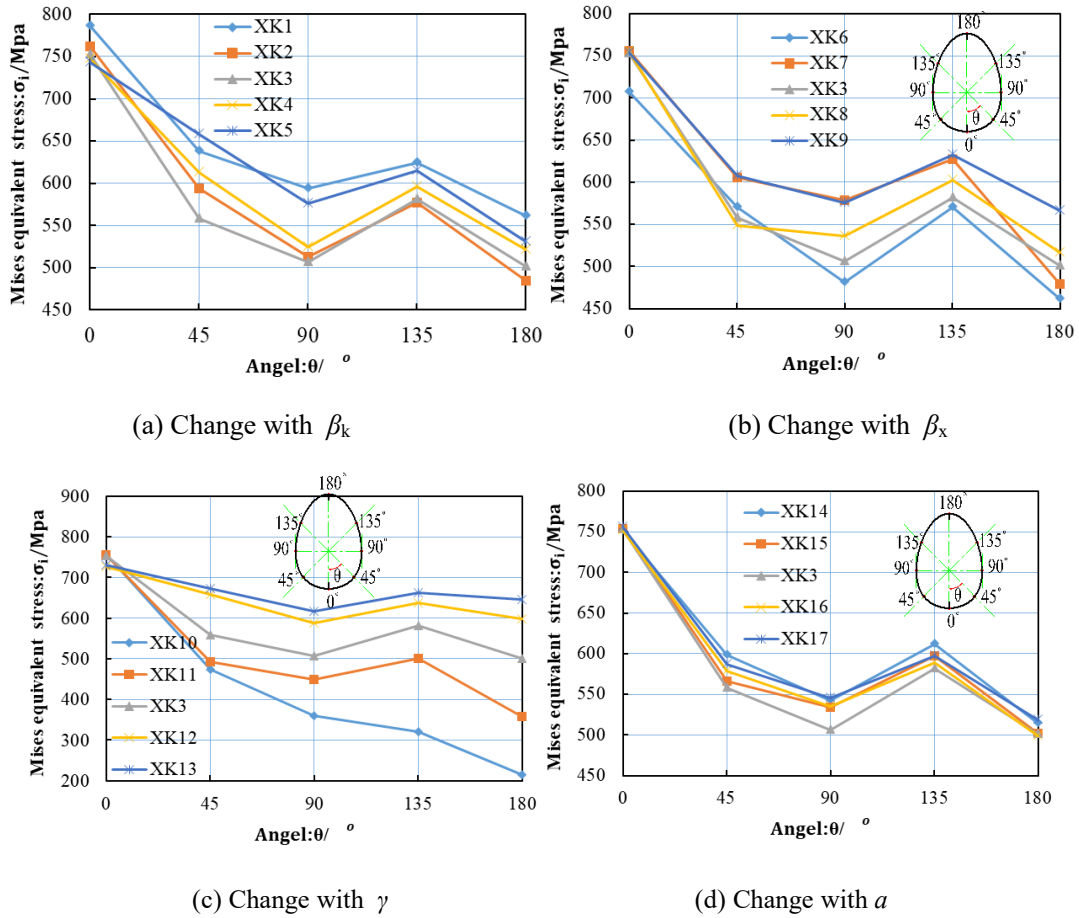 800
750
700
650
600
550
500
450
Mises equivalent stress:σi/Mpa
XK1
XK2
XK3
XK4
XK5
0 45 90 135 180
Angel:θ/ o
(a) Change with βk
800
750
700
650
600
550
500
450
Mises equivalent stress:σi/Mpa
XK6
XK7
XK3
XK8
XK9
180°
135° 135°
90° 90°
45° θ 45°
0°
0 45 90 135 180
Angel:θ/ o
(b) Change with βx
900
800
700
600
500
400
300
200
Mises equivalent stress:σi/Mpa
180°
135° 135°
90° 90°
45° θ 45°
0°
XK10
XK11
XK3
XK12
XK13
0 45 90 135 180
Angel:θ/ o
(c) Change with γ
800
750
700
650
600
550
500
450
Mises equivalent stress:σi/Mpa
XK14
XK15
XK3
XK16
XK17
180°
135° 135°
90° 90°
45° θ 45°
0°
0 45 90 135 180
Angel:θ/ o
(d) Change with a